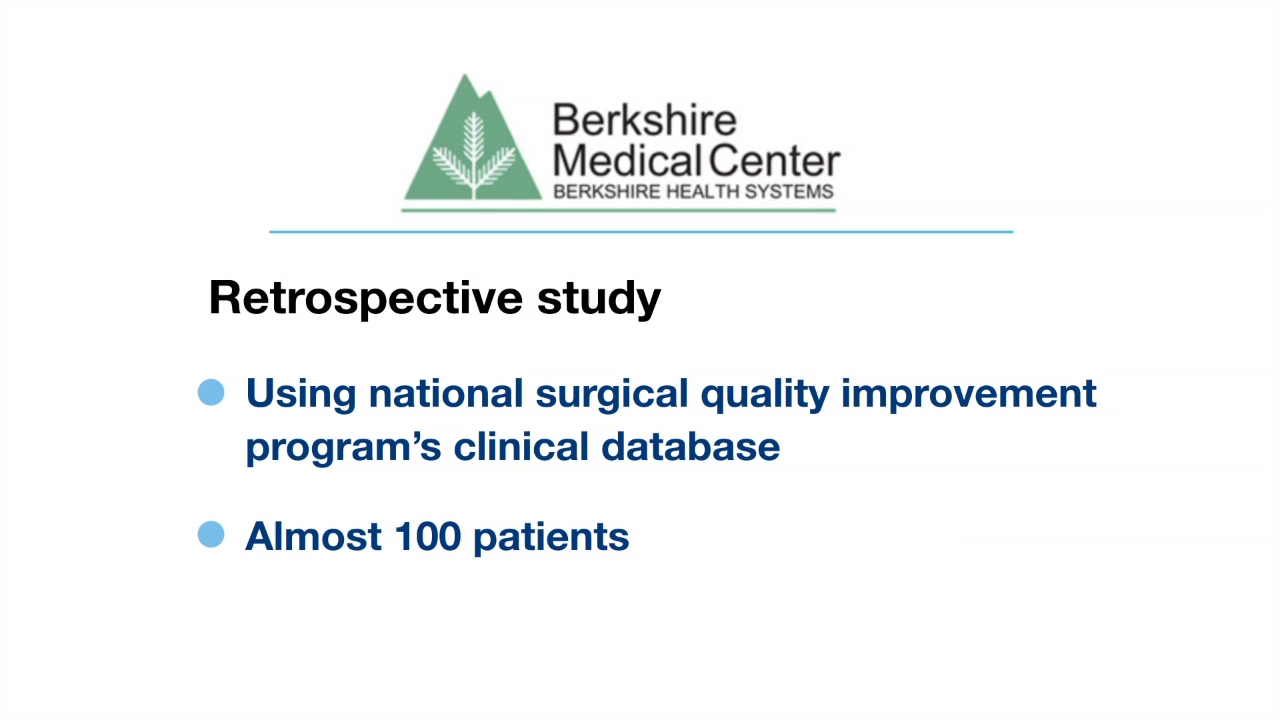 Berkshire
Medical Center
BERKSHIRE HEALTH SYSTEMS
Retrospective study
Using national surgical quality improvement
program’s clinical database
Almost 100 patients